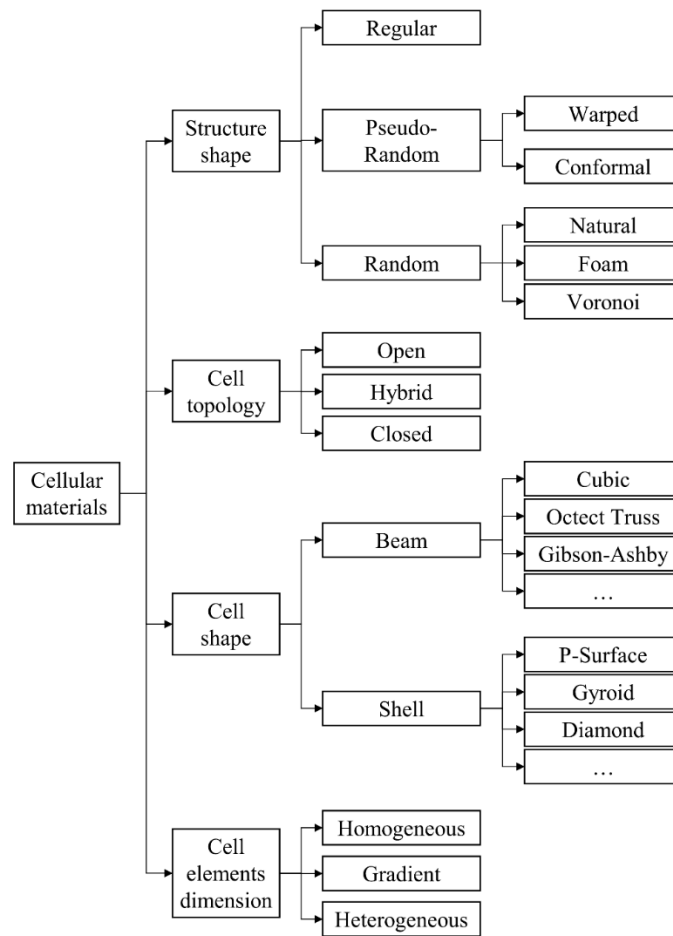 Regular
Structure
shape
Pseudo-
Random
Warped
Conformal
Random
Natural
Foam
Voronoi
Cell
topology
Open
Hybrid
Closed
Cellular
materials
Cell
shape
Beam
Cubic
Octect Truss
Gibson-Ashby
...
Shell
P-Surface
Gyroid
Diamond
...
Cell
elements
dimension
Homogeneous
Gradient
Heterogeneous